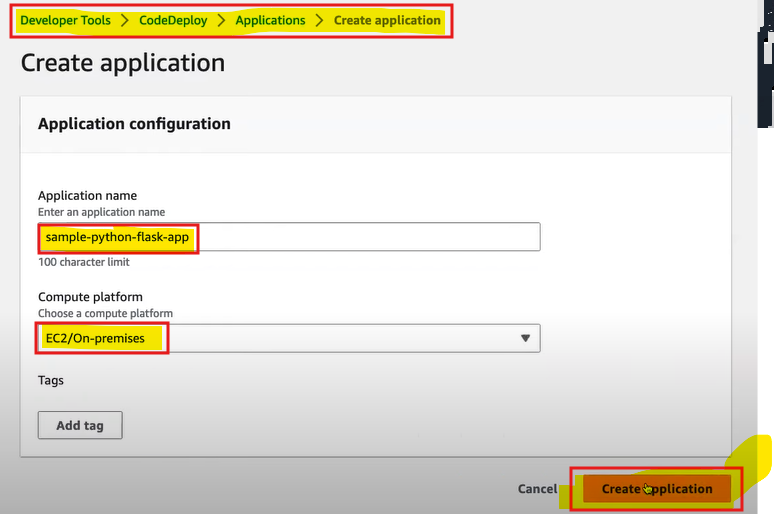 Developer Tools > CodeDeploy > Applications > Create application
Create application
Application configuration
Application name
Enter an application name
sample-python-flask-app
100 character limit
Compute platform
Choose a compute platform
EC2/On-premises
Tags
Add tag
Cancel Create application